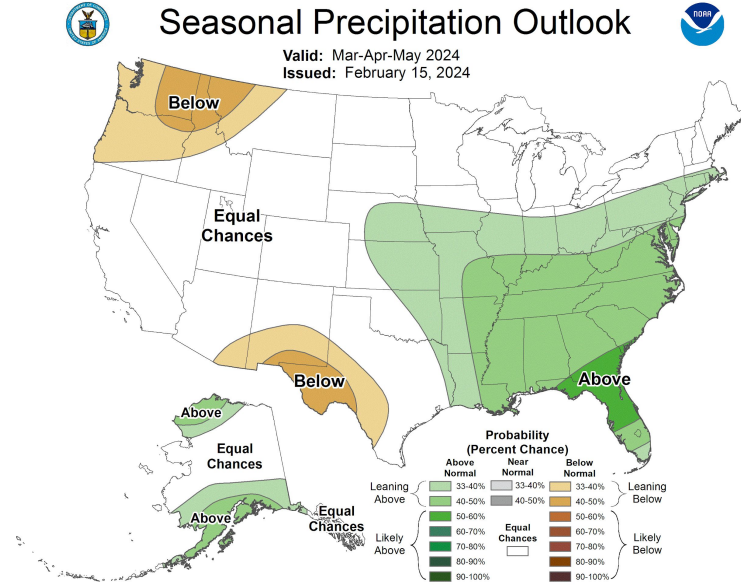 Seasonal Precipitation Outlook
NOAA
Valid: Mar-Apr-May 2024
Issued: February 15, 2024
Below
Equal
Chances
Below
Above
Above
Equal
Chances
Above
Equal
Chances
Probability
(Percent Chance)
Above
Normal
Near
Normal
Below
Normal
Leaning
Above
33-40%
33-40%
33-40%
Leaning
Below
40-50%
40-50%
40-50%
Likely
Above
50-60%
50-60%
Likely
Below
60-70%
60-70%
70-80%
70-80%
80-90%
80-90%
90-100%
90-100%
Equal
Chances